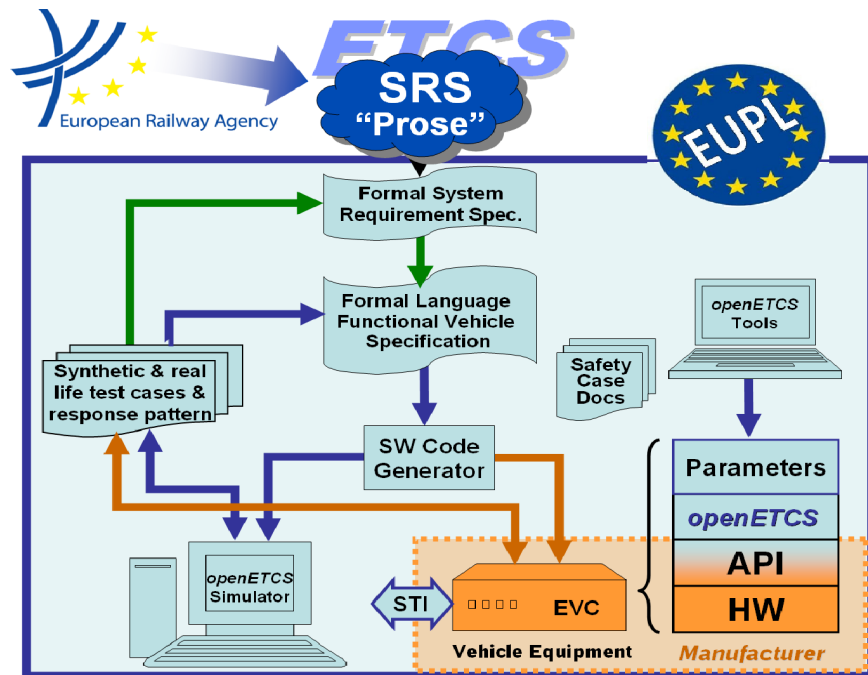 ETCS
SRS
“Prose”
European Railway Agency
EUPL
Formal System
Requirement Spec.
Formal Language
Functional Vehicle
Specification
openETCS
Tools
Synthetic & real
life test cases &
response pattern
Safety
Case
Docs
SW Code
Generator
Parameters
openETCS
API
HW
openETCS
Simulator
STI
EVC
Vehicle Equipment
Manufacturer